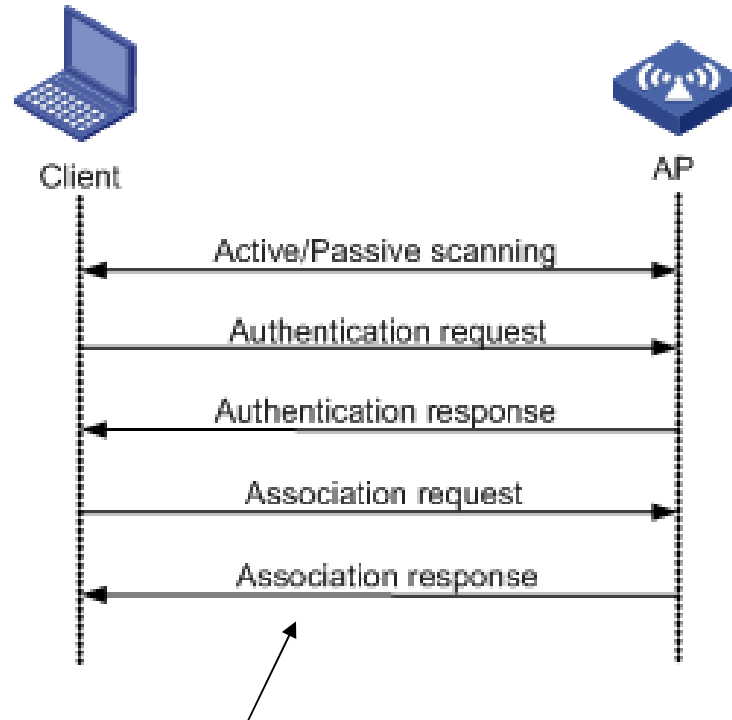 Client
AP
Active/Passive scanning
Authentication request
Authentication response
Association request
Association response